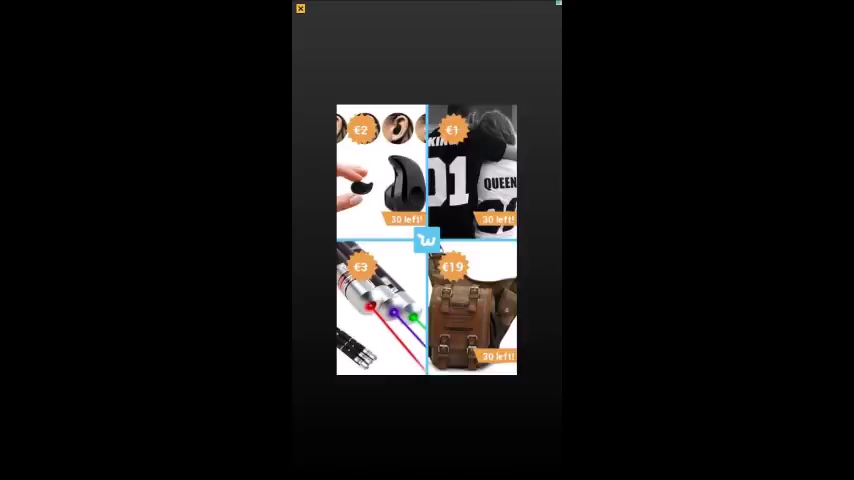 €2
€1
KIN
01
QUEEN
30 left!
30 left!
€3
€19
30 left!